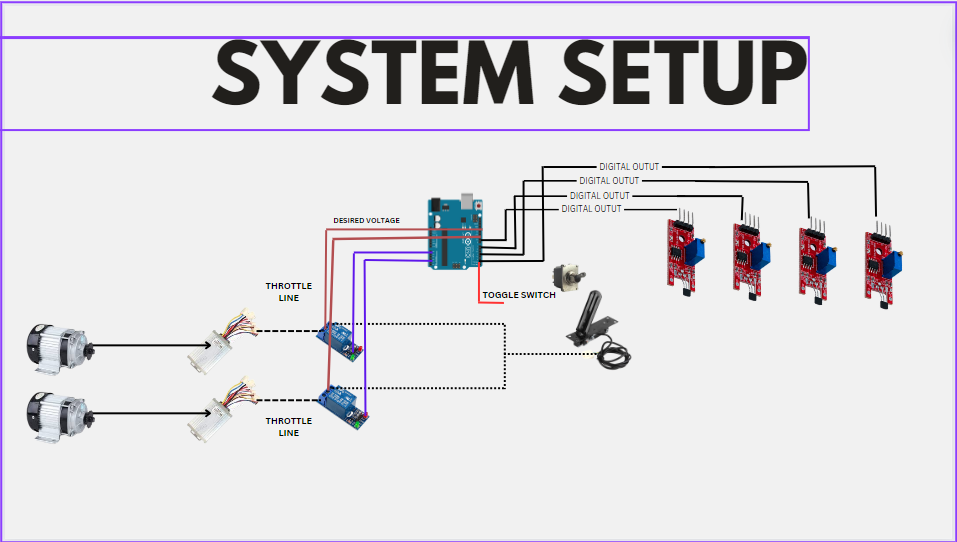 SYSTEM SETUP
DIGITAL OUTUT
DIGITAL OUTUT
DIGITAL OUTUT
DIGITAL OUTUT
DESIRED VOLTAGE
THROTTLE
LINE
TOGGLE SWITCH
THROTTLE
LINE